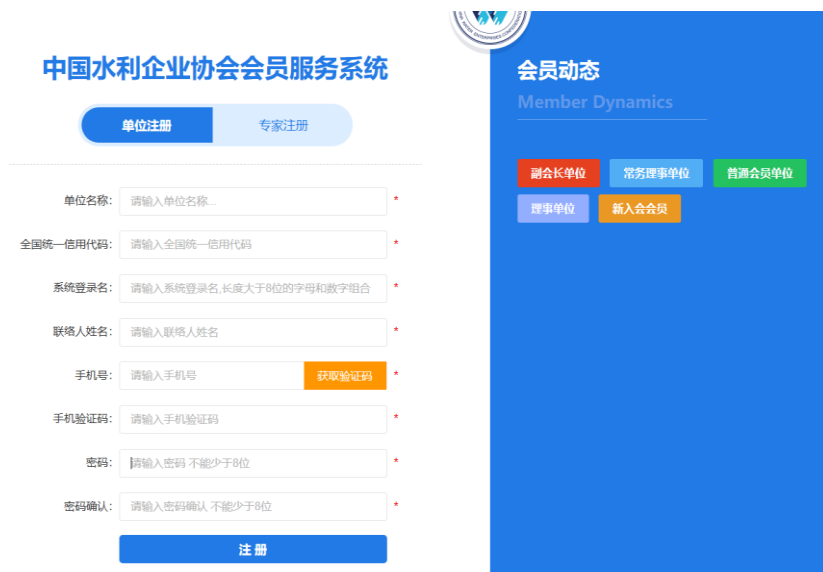 中国水利企业协会会员服务系统
单位注册 专家注册
单位名称: 请输入单位名称... *
全国统一信用代码: 请输入全国统一信用代码 *
系统登录名: 请输入系统登录名,长度大于8位的字母和数字组合 *
联络人姓名: 请输入联络人姓名 *
手机号: 请输入手机号 获取验证码 *
手机验证码: 请输入手机验证码 *
密码: 请输入密码 不能少于8位 *
密码确认: 请输入密码确认 不能少于8位 *
注 册
会员动态
Member Dynamics
副会长单位 常务理事单位 普通会员单位
理事单位 新入会会员